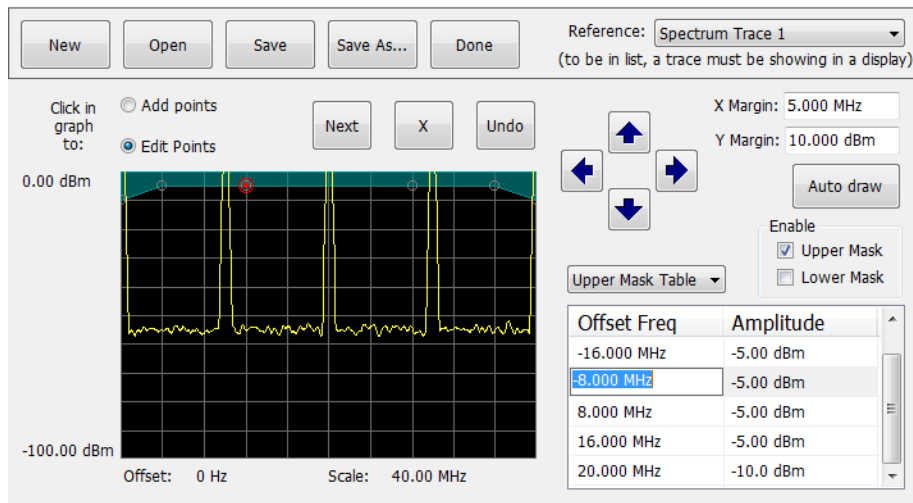 New Open Save Save As... Done
Reference: Spectrum Trace 1
(to be in list, a trace must be showing in a display)
Click in graph to:
Add points
Edit Points
Next X Undo
X Margin: 5.000 MHz
Y Margin: 10.000 dBm
Auto draw
Enable
Upper Mask
Lower Mask
0.00 dBm
-100.00 dBm
Offset: 0 Hz Scale: 40.00 MHz
Upper Mask Table
Offset Freq Amplitude
-16.000 MHz -5.00 dBm
-8.000 MHz -5.00 dBm
8.000 MHz -5.00 dBm
16.000 MHz -5.00 dBm
20.000 MHz -10.0 dBm